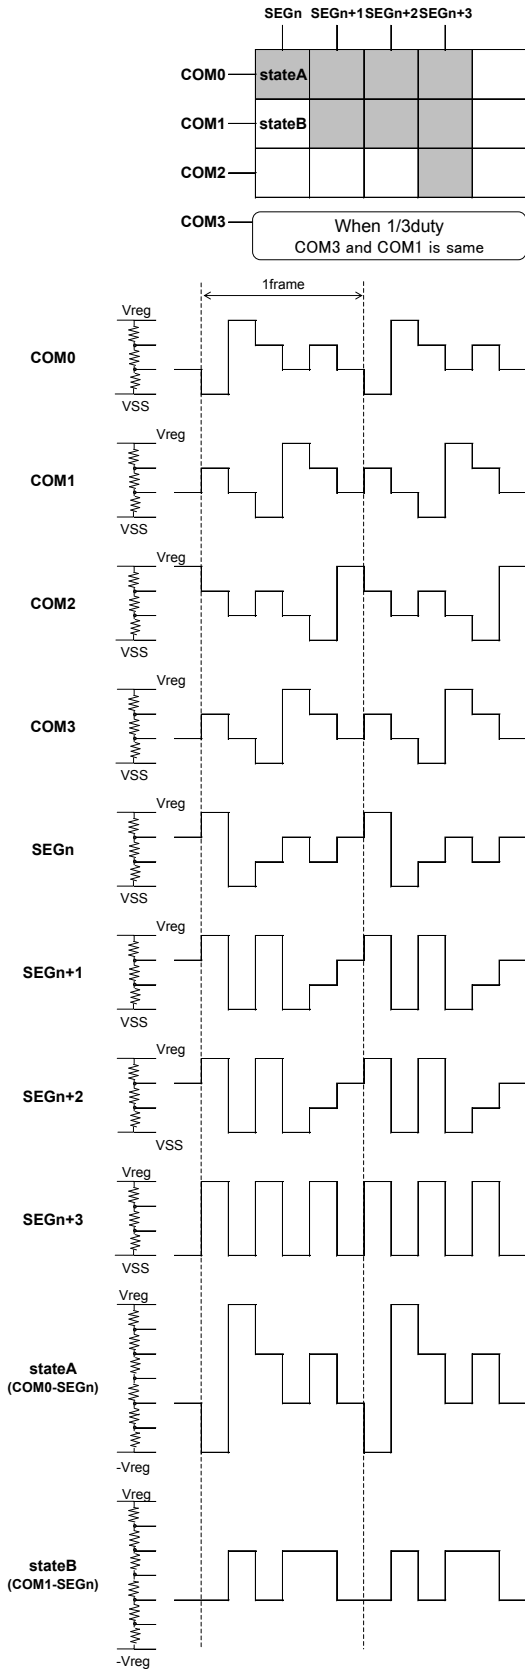 SEGn SEGn+1 SEGn+2 SEGn+3
COM0 stateA
COM1 stateB
COM2
COM3 When 1/3duty
COM3 and COM1 is same
1frame
Vreg
COM0
VSS
Vreg
COM1
VSS
Vreg
COM2
VSS
Vreg
COM3
VSS
Vreg
SEGn
VSS
Vreg
SEGn+1
VSS
Vreg
SEGn+2
VSS
Vreg
SEGn+3
VSS
Vreg
stateA
(COM0-SEGn)
-Vreg
Vreg
stateB
(COM1-SEGn)
-Vreg